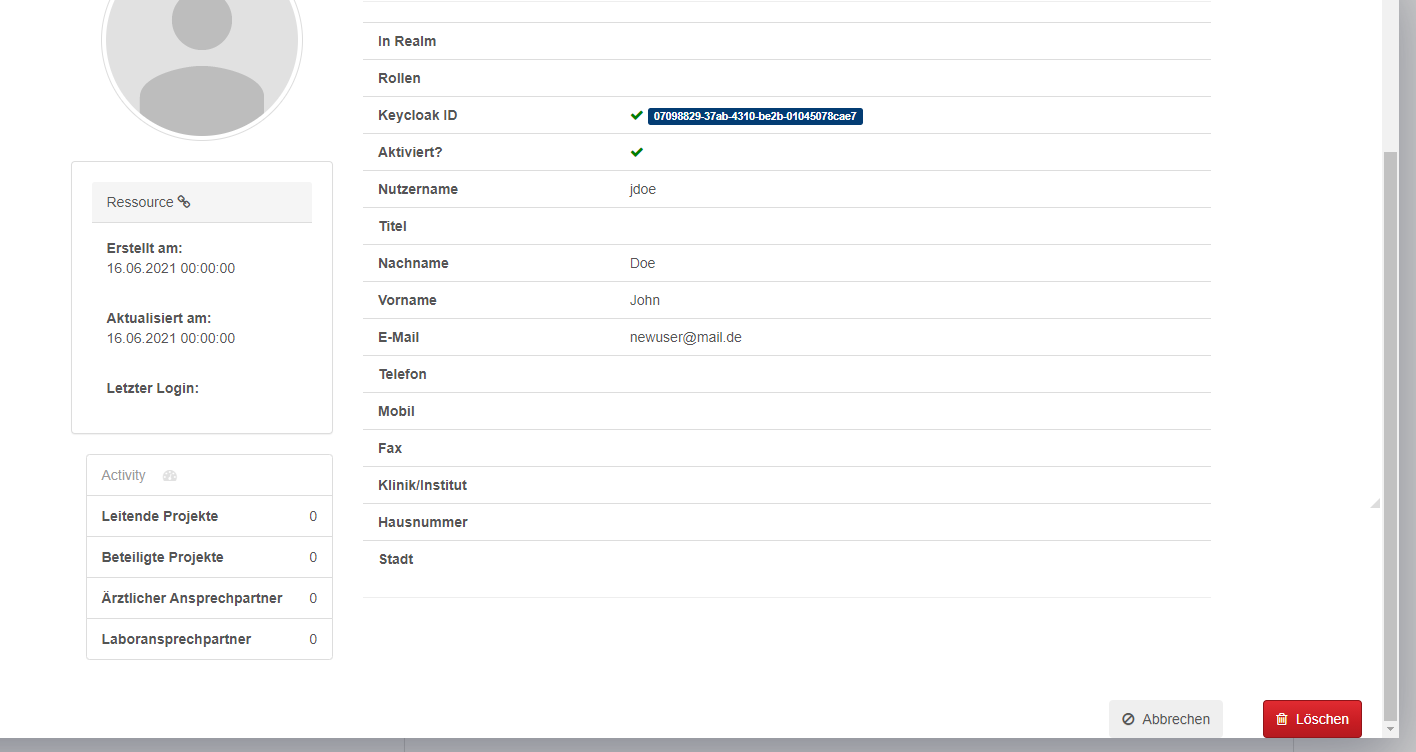 Ressource
Erstellt am:
16.06.2021 00:00:00
Aktualisiert am:
16.06.2021 00:00:00
Letzter Login:
Activity
Leitende Projekte 0
Beteiligte Projekte 0
Ärztlicher Ansprechpartner 0
Laboransprechpartner 0
In Realm
Rollen
Keycloak ID 07098829-37ab-4310-be2b-01045078cae7
Aktiviert?
Nutzername jdoe
Titel
Nachname Doe
Vorname John
E-Mail newuser@mail.de
Telefon
Mobil
Fax
Klinik/Institut
Hausnummer
Stadt
Abbrechen Löschen